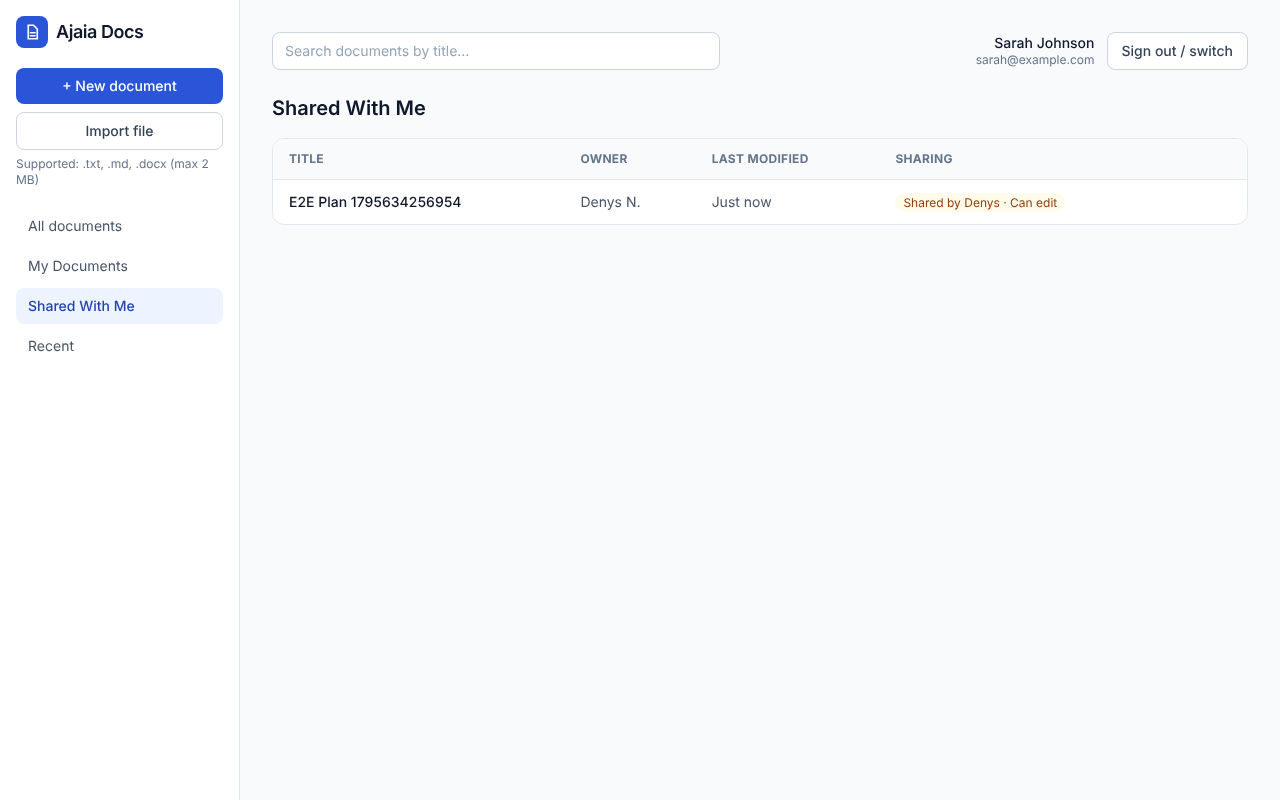 Ajaia Docs
+ New document
Import file
Supported: .txt, .md, .docx (max 2
MB)
All documents
My Documents
Shared With Me
Recent
Search documents by title...
Sarah Johnson
sarah@example.com
Sign out / switch
Shared With Me
TITLE OWNER LAST MODIFIED SHARING
E2E Plan 1795634256954 Denys N. Just now Shared by Denys · Can edit